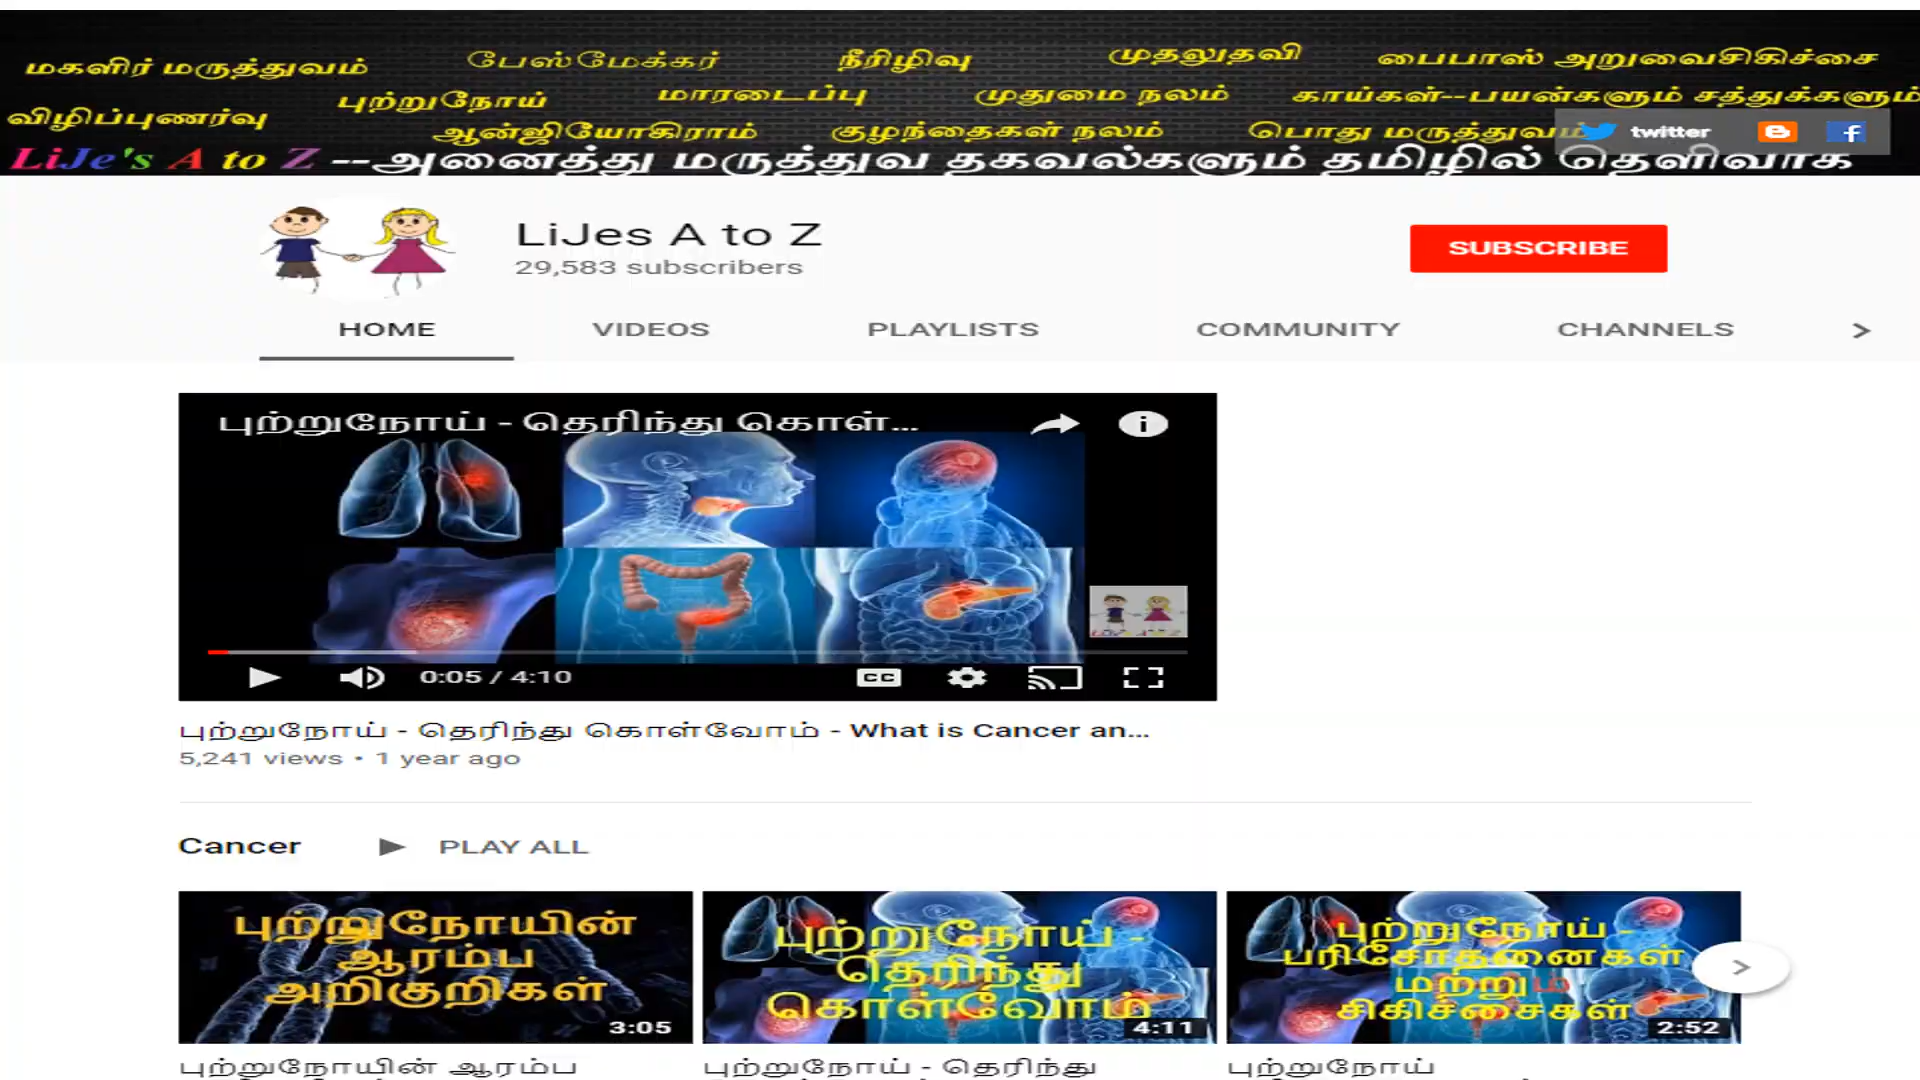 மகளிர் மருத்துவம் பேஸ்மேக்கர் நீரிழிவு முதலுதவி பைபாஸ் அறுவைசிகிச்சை
விழிப்புணர்வு புற்றுநோய் மாரடைப்பு முதுமை நலம் காய்கள்--பயன்களும் சத்துக்களும்
ஆன்ஜியோகிராம் குழந்தைகள் நலம் பொது மருத்துவம் twitter
LiJe's A to Z --அனைத்து மருத்துவ தகவல்களும் தமிழில் தெளிவாக
LiJes A to Z
29,583 subscribers
SUBSCRIBE
HOME VIDEOS PLAYLISTS COMMUNITY CHANNELS
புற்றுநோய் - தெரிந்து கொள்...
0:05 / 4:10 CC
புற்றுநோய் - தெரிந்து கொள்வோம் - What is Cancer an...
5,241 views • 1 year ago
Cancer PLAY ALL
புற்றுநோயின்
ஆரம்ப
அறிகுறிகள்
3:05
புற்றுநோய் -
தெரிந்து
கொள்வோம்
4:11
புற்றுநோய் -
பரிசோதனைகள்
மற்றும்
சிகிச்சைகள்
2:52
புற்றுநோயின் ஆரம்ப
புற்றுநோய் - தெரிந்து
புற்றுநோய்